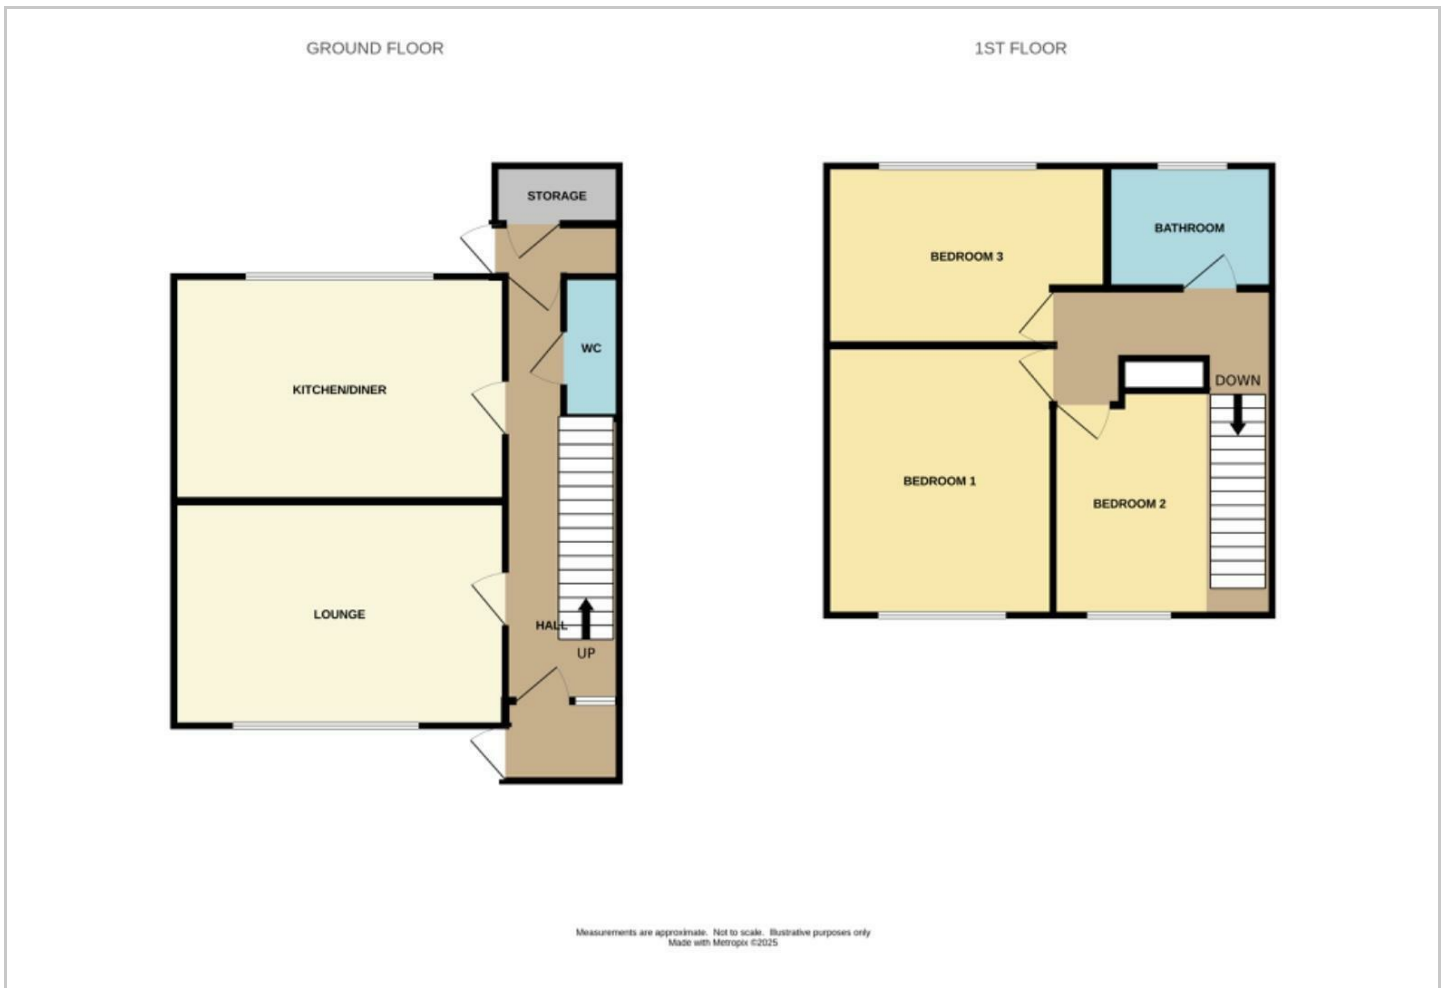 GROUND FLOOR
STORAGE
WC
KITCHEN/DINER
LOUNGE
HALL
UP
1ST FLOOR
BATHROOM
BEDROOM 3
DOWN
BEDROOM 1
BEDROOM 2
Measurements are approximate. Not to scale. Illustrative purposes only
Made with Metropix ©2025